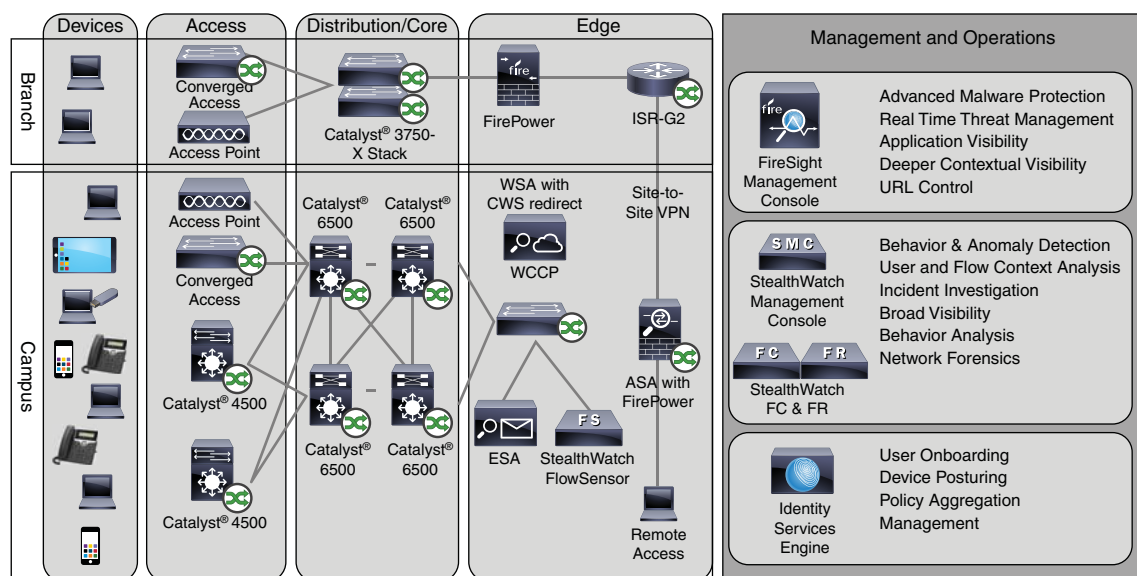 Devices
Access
Distribution/Core
Edge
Management and Operations
Branch
Converged
Access
Access Point
Catalyst® 3750-
X Stack
fire
FirePower
ISR-G2
Campus
Access Point
Converged
Access
Catalyst® 4500
Catalyst® 4500
Catalyst®
6500
Catalyst®
6500
Catalyst®
6500
Catalyst®
6500
WSA with
CWS redirect
WCCP
ESA
FS
StealthWatch
FlowSensor
Site-to-
Site VPN
ASA with
FirePower
Remote
Access
fire
FireSight
Management
Console
Advanced Malware Protection
Real Time Threat Management
Application Visibility
Deeper Contextual Visibility
URL Control
SMC
StealthWatch
Management
Console
FC
FR
StealthWatch
FC & FR
Behavior & Anomaly Detection
User and Flow Context Analysis
Incident Investigation
Broad Visibility
Behavior Analysis
Network Forensics
Identity
Services
Engine
User Onboarding
Device Posturing
Policy Aggregation
Management